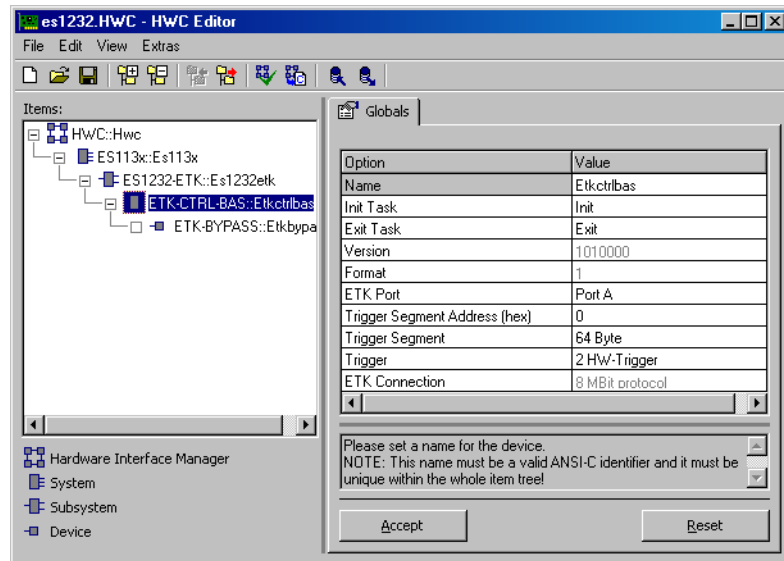 es1232.HWC - HWC Editor
File Edit View Extras
Items:
HWC::Hwc
ES113x::Es113x
ES1232-ETK::Es1232etk
ETK-CTRL-BAS::Etkctrlbas
ETK-BYPASS::Etkbypa
Hardware Interface Manager
System
Subsystem
Device
Globals
Option Value
Name Etkctrlbas
Init Task Init
Exit Task Exit
Version 1010000
Format 1
ETK Port Port A
Trigger Segment Address (hex) 0
Trigger Segment 64 Byte
Trigger 2 HW-Trigger
ETK Connection 8 MBit protocol
Please set a name for the device.
NOTE: This name must be a valid ANSI-C identifier and it must be
unique within the whole item tree!
Accept Reset